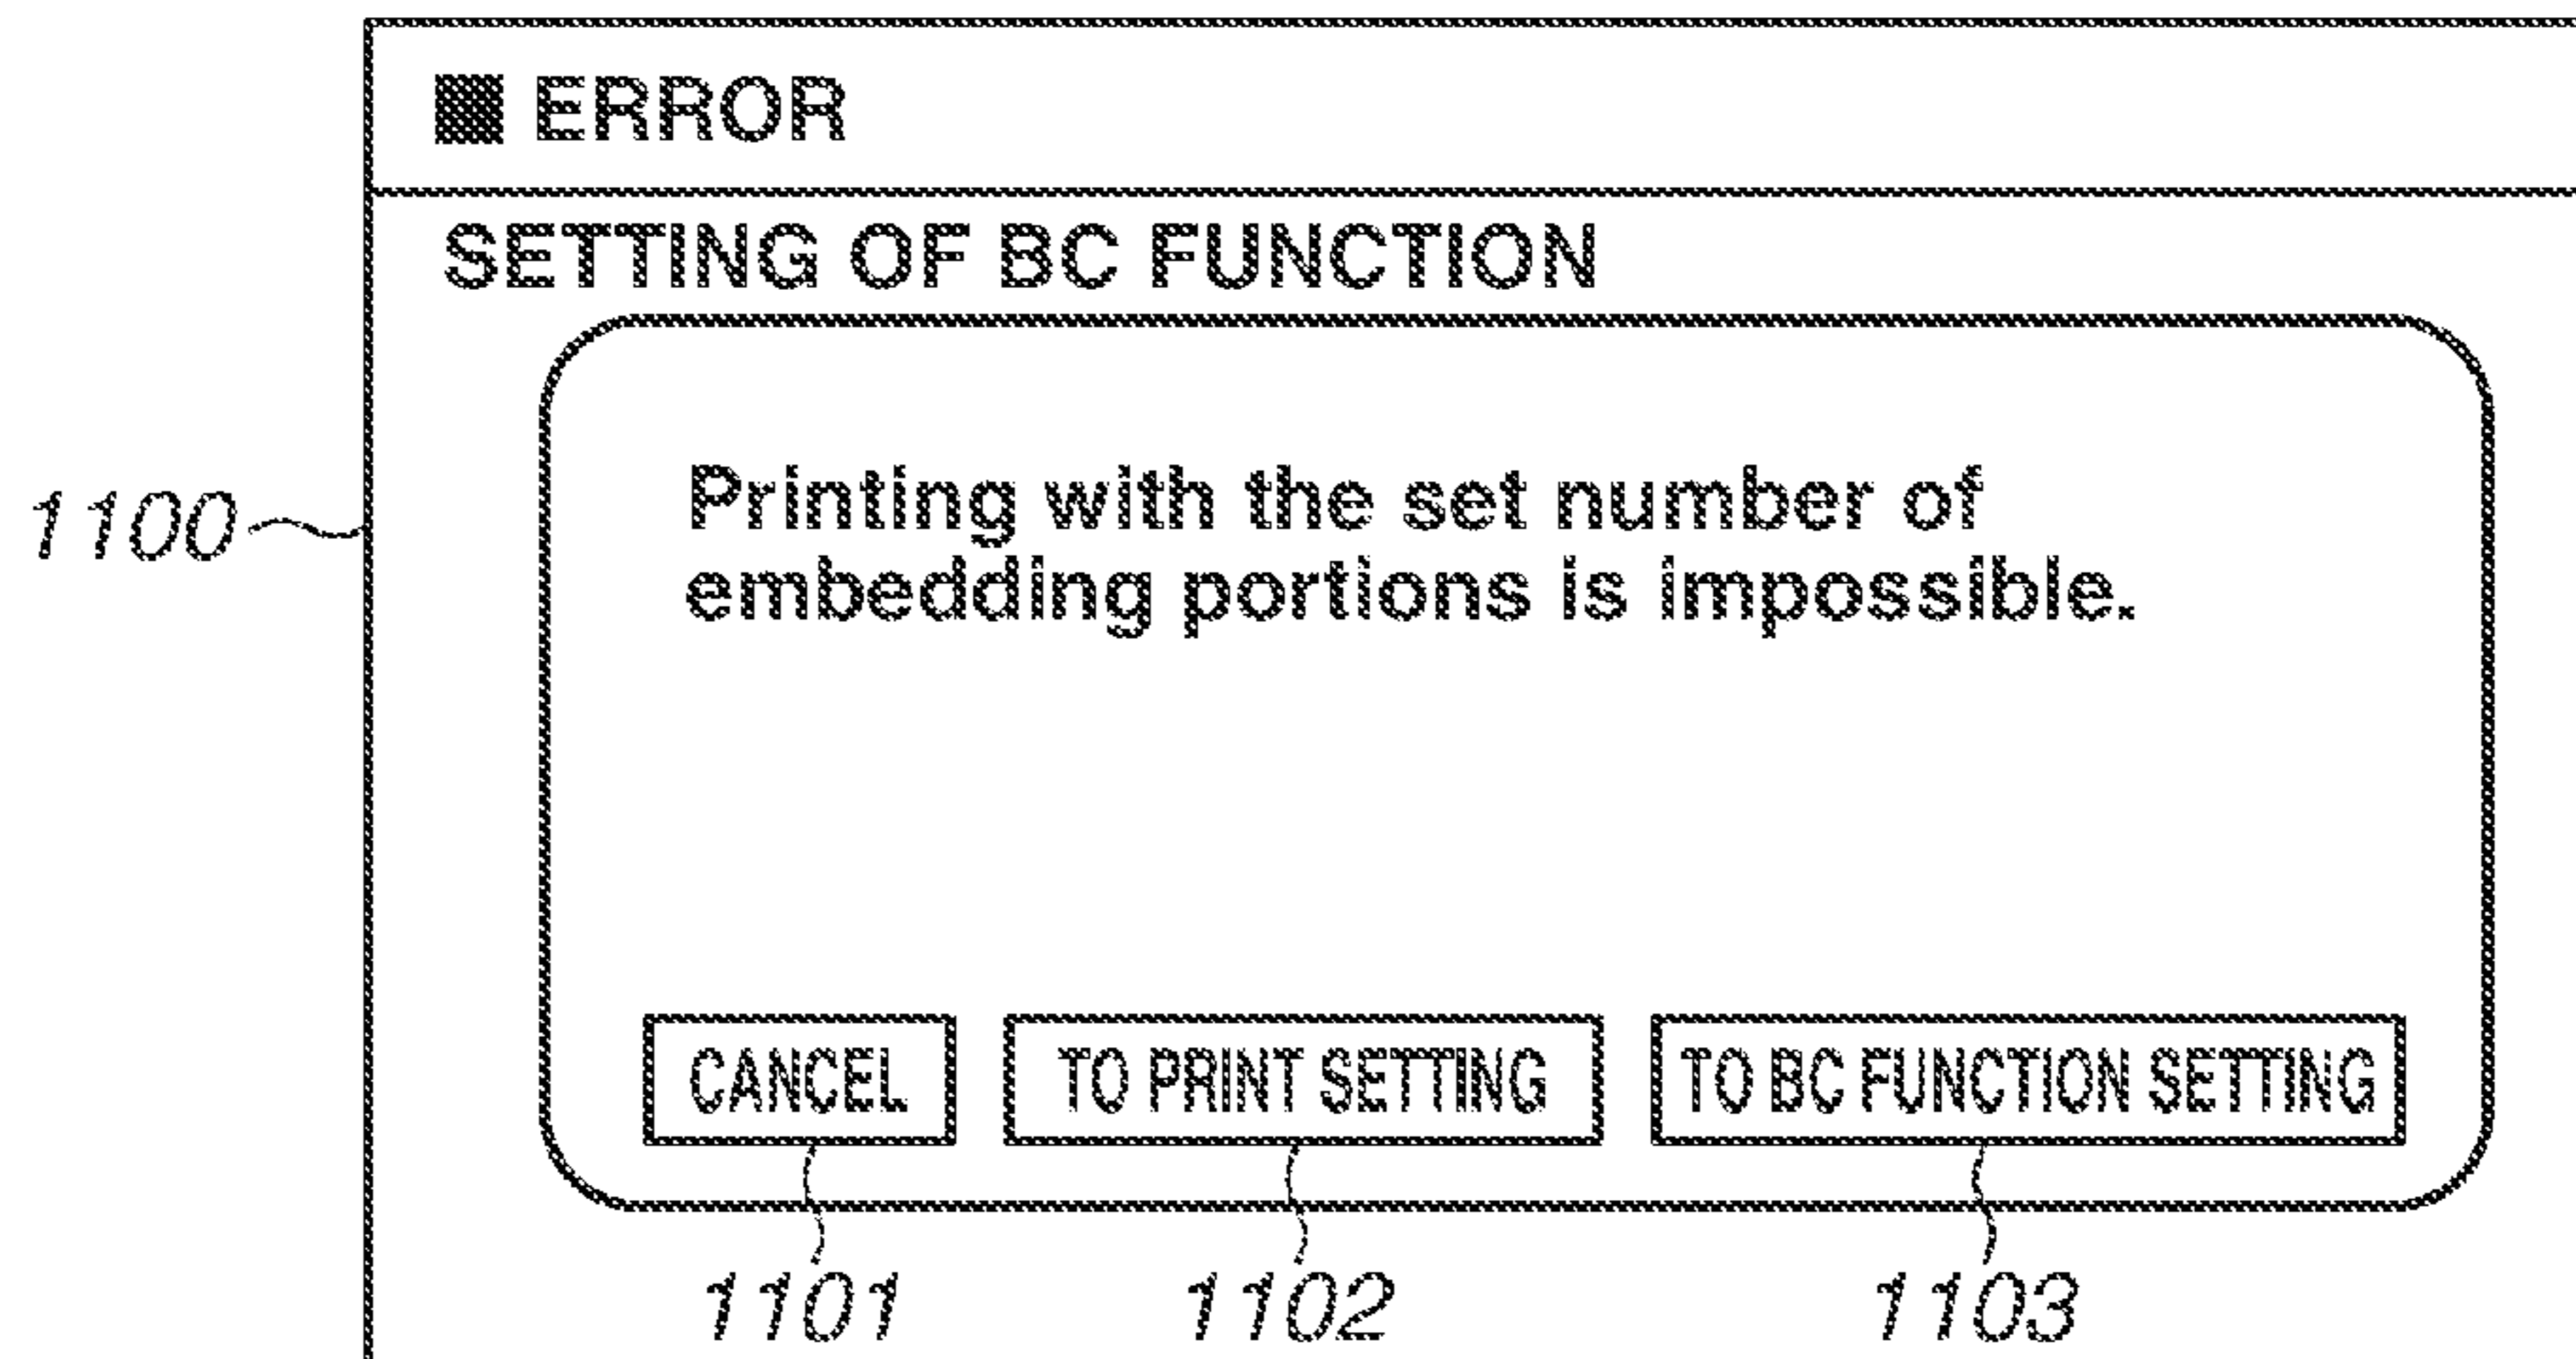 ERROR
SETTING OF BC FUNCTION
Printing with the set number of
embedding portions is impossible.
1100
CANCEL TO PRINT SETTING TO BC FUNCTION SETTING
1101 1102 1103